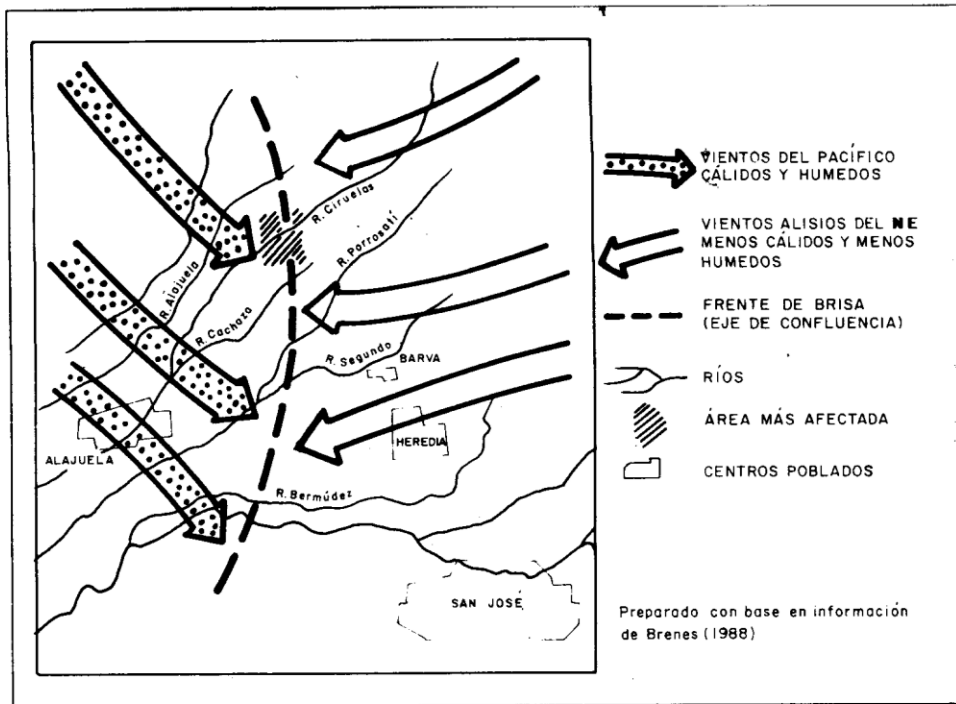 R. Ciruelas
R. Porrosatí
R. Alajuela
R. Cachaza
R. Segundo
BARVA
HEREDIA
ALAJUELA
R. Bermúdez
SAN JOSÉ
VIENTOS DEL PACÍFICO
CÁLIDOS Y HUMEDOS
VIENTOS ALISIOS DEL NE
MENOS CÁLIDOS Y MENOS
HUMEDOS
FRENTE DE BRISA
(EJE DE CONFLUENCIA)
RÍOS
ÁREA MÁS AFECTADA
CENTROS POBLADOS
Preparado con base en información
de Brenes (1988)